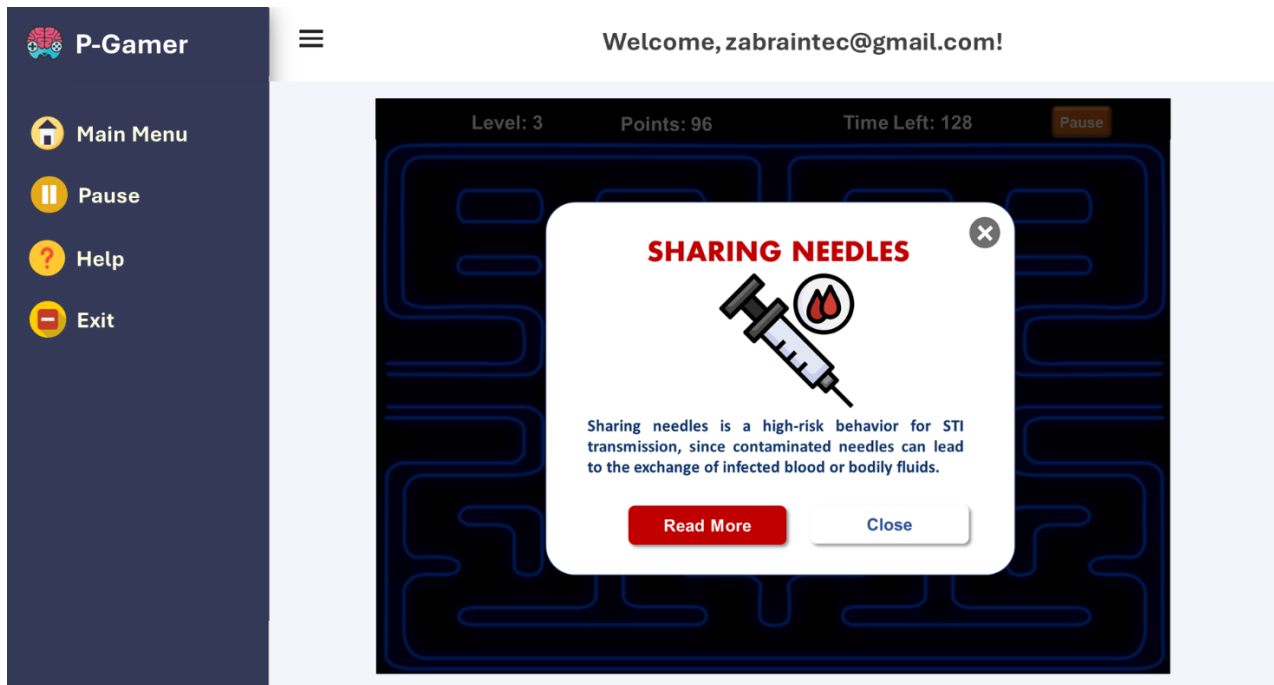 P-Gamer
Welcome, zabraintec@gmail.com!
Main Menu
Pause
Help
Exit
Level: 3 Points: 96 Time Left: 128 Pause
SHARING NEEDLES
Sharing needles is a high-risk behavior for STI
transmission, since contaminated needles can lead
to the exchange of infected blood or bodily fluids.
Read More Close